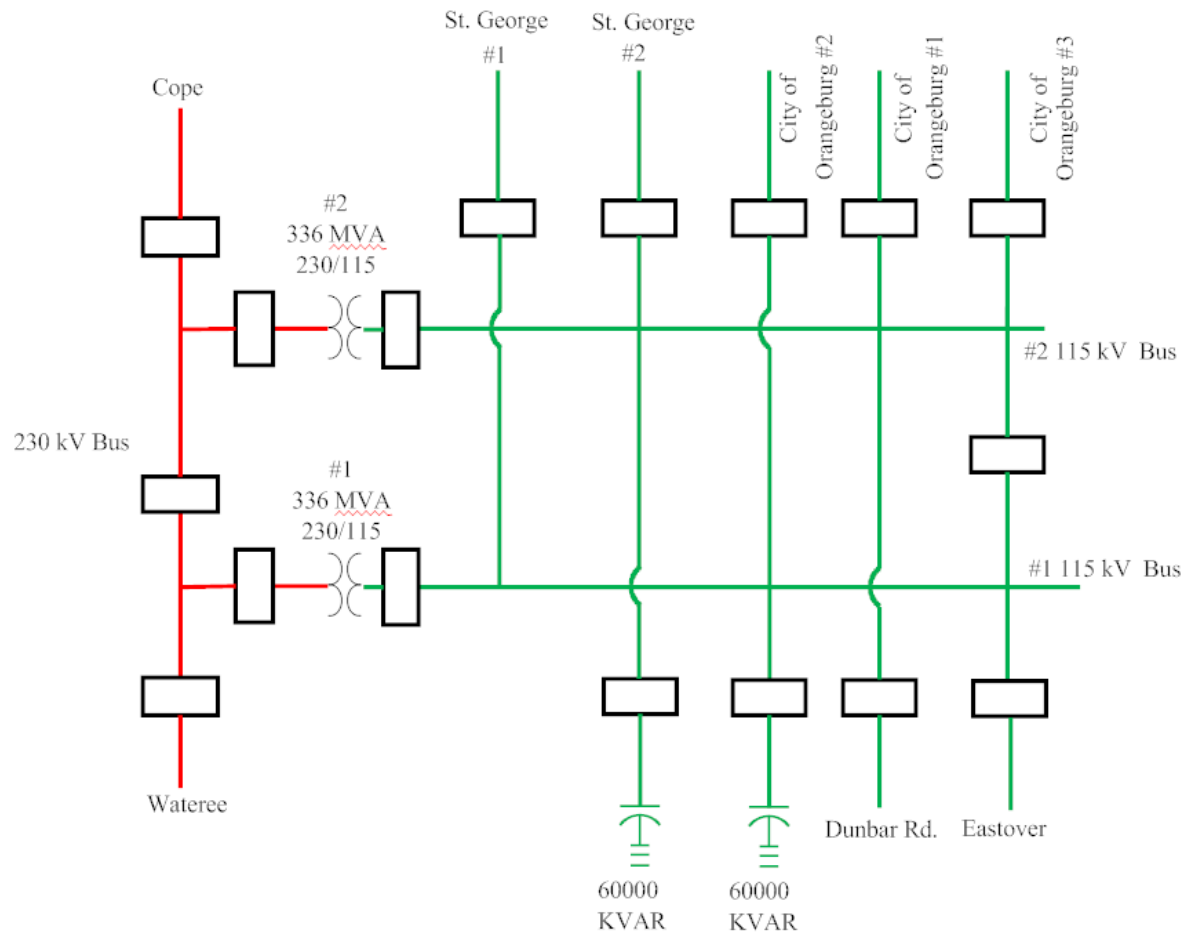 St. George
#1
St. George
#2
City of
Orangeburg #2
City of
Orangeburg #1
City of
Orangeburg #3
Cope
#2
336 MVA
230/115
#2 115 kV Bus
230 kV Bus
#1
336 MVA
230/115
#1 115 kV Bus
Wateree
Dunbar Rd.
Eastover
60000
KVAR
60000
KVAR